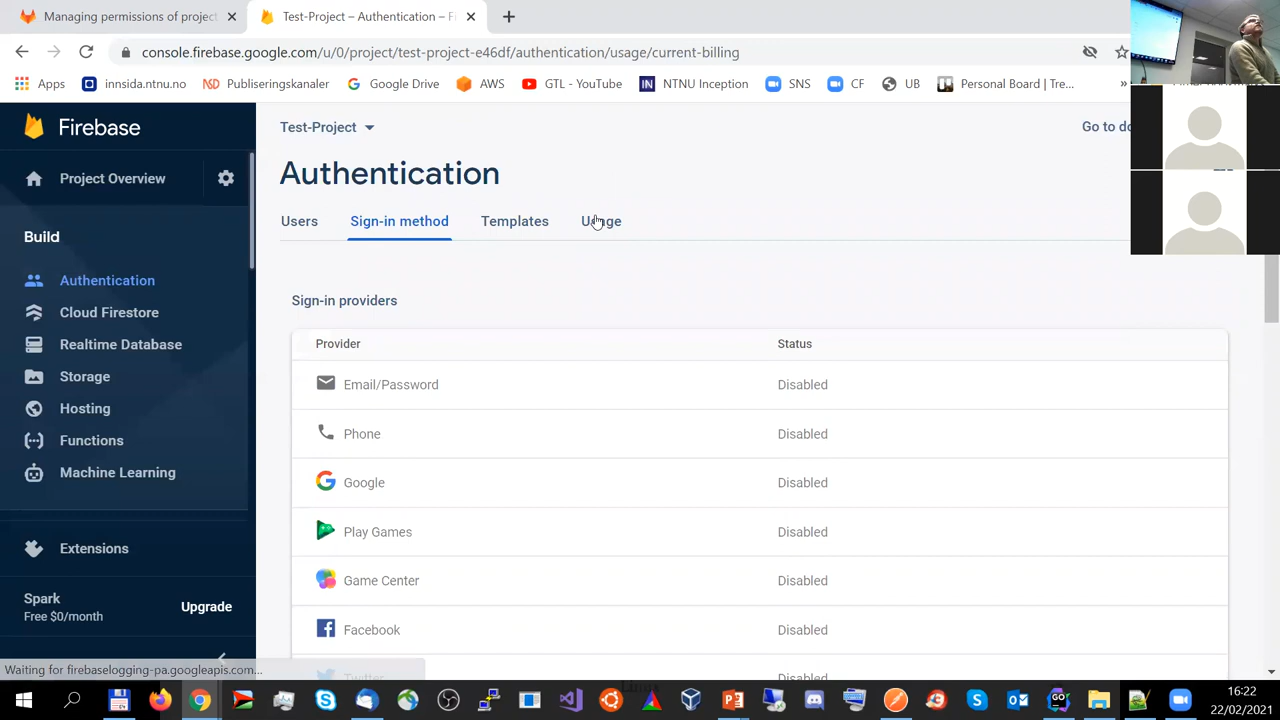 Managing permissions of project
Test-Project – Authentication – Fi
console.firebase.google.com/u/0/project/test-project-e46df/authentication/usage/current-billing
Apps
innsida.ntnu.no
NSD
Publiseringskanaler
Google Drive
AWS
GTL - YouTube
IN
NTNU Inception
SNS
CF
UB
Personal Board | Tre...
»
Firebase
Test-Project
Go to do
Project Overview
Authentication
Users
Sign-in method
Templates
Usage
Build
Authentication
Cloud Firestore
Realtime Database
Storage
Hosting
Functions
Machine Learning
Extensions
Spark
Free $0/month
Upgrade
Sign-in providers
Provider
Status
Email/Password
Disabled
Phone
Disabled
Google
Disabled
Play Games
Disabled
Game Center
Disabled
Facebook
Disabled
Twitter
Disabled
Waiting for firebaselogging-pa.googleapis.com...
16:22
22/02/2021